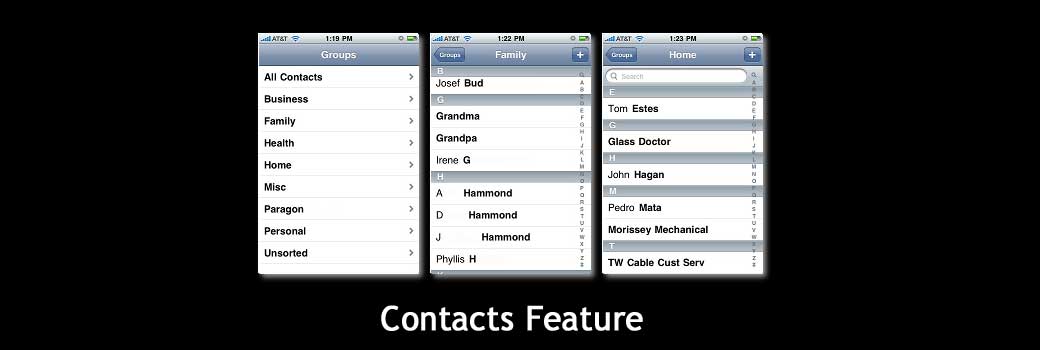 AT&T 1:19 PM
Groups
All Contacts
Business
Family
Health
Home
Misc
Paragon
Personal
Unsorted
AT&T 1:22 PM
Groups Family +
B
Josef Bud
G
Grandma
Grandpa
Irene G
H
A Hammond
D Hammond
J Hammond
Phyllis H
AT&T 1:23 PM
Groups Home +
Search
E
Tom Estes
G
Glass Doctor
H
John Hagan
M
Pedro Mata
Morissey Mechanical
T
TW Cable Cust Serv
Contacts Feature